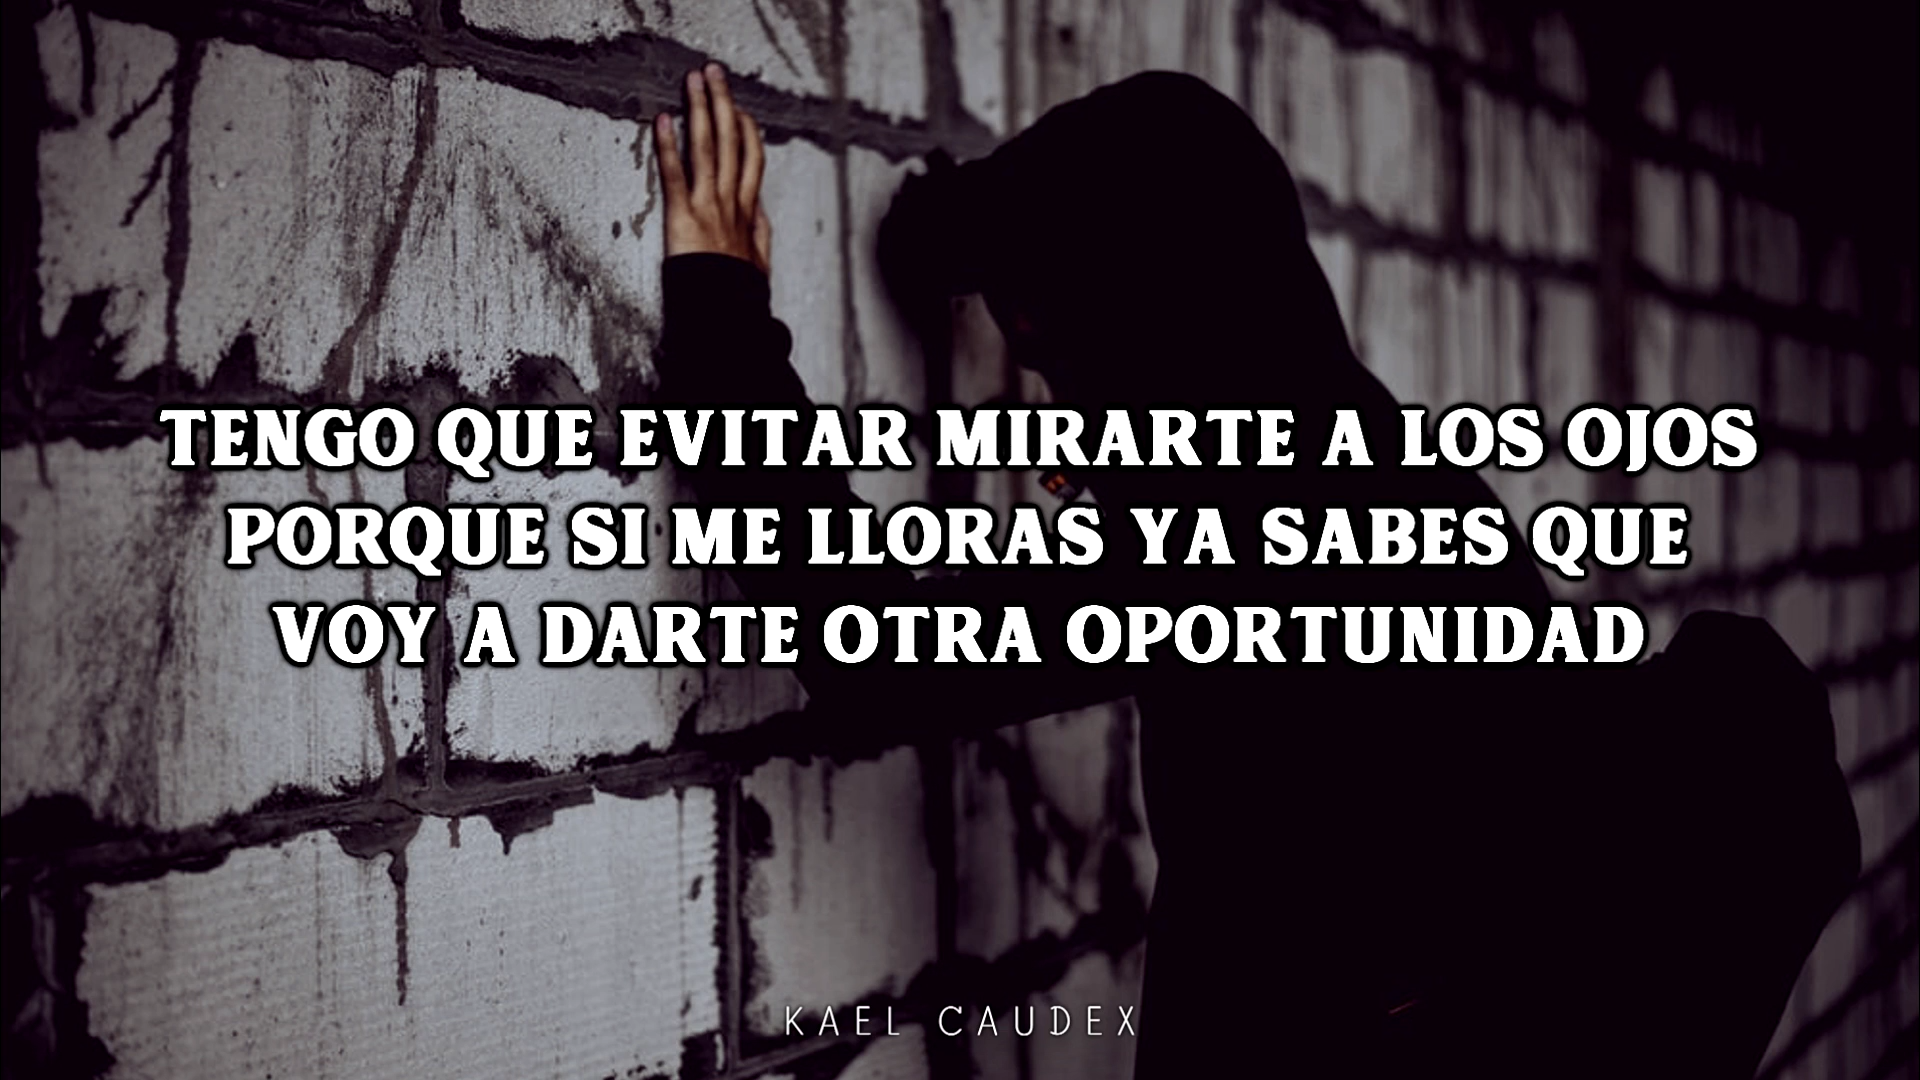 TENGO QUE EVITAR MIRARTE A LOS OJOS
PORQUE SI ME LLORAS YA SABES QUE
VOY A DARTE OTRA OPORTUNIDAD
KAEL CAUDEX